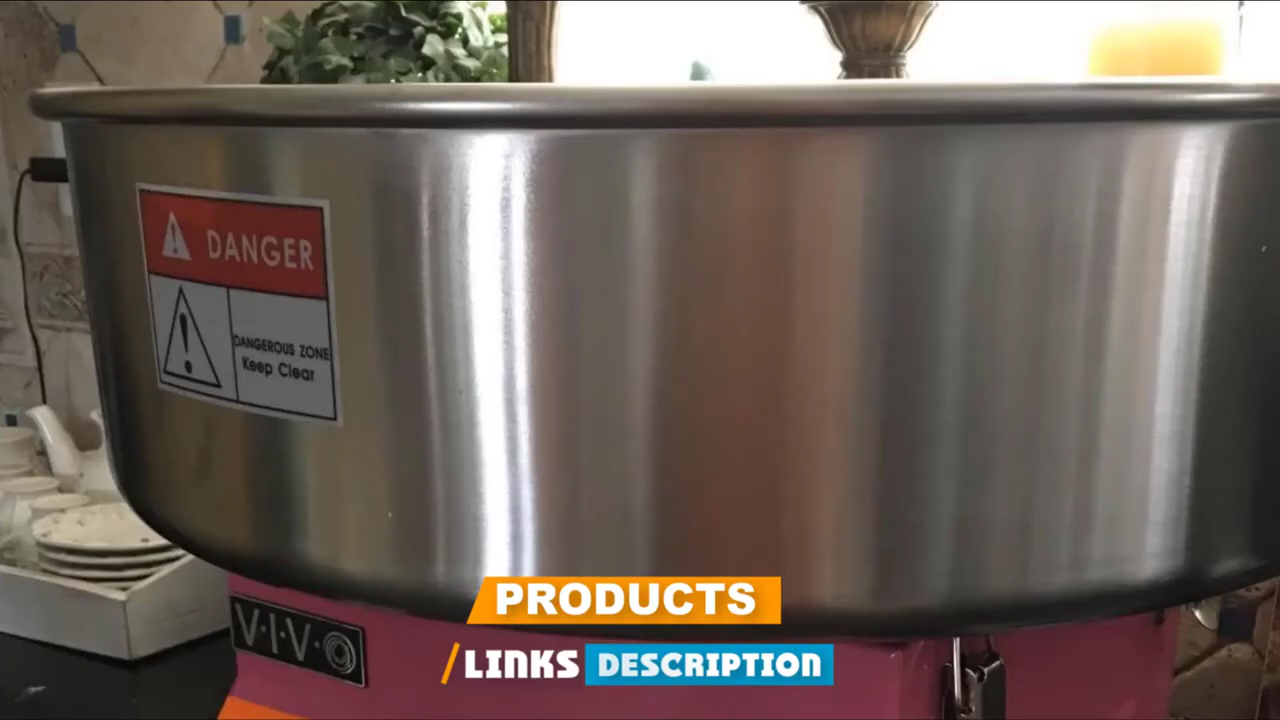 DANGER
DANGEROUS ZONE
Keep Clear
V·I·V·O
PRODUCTS
LINKS DESCRIPTION